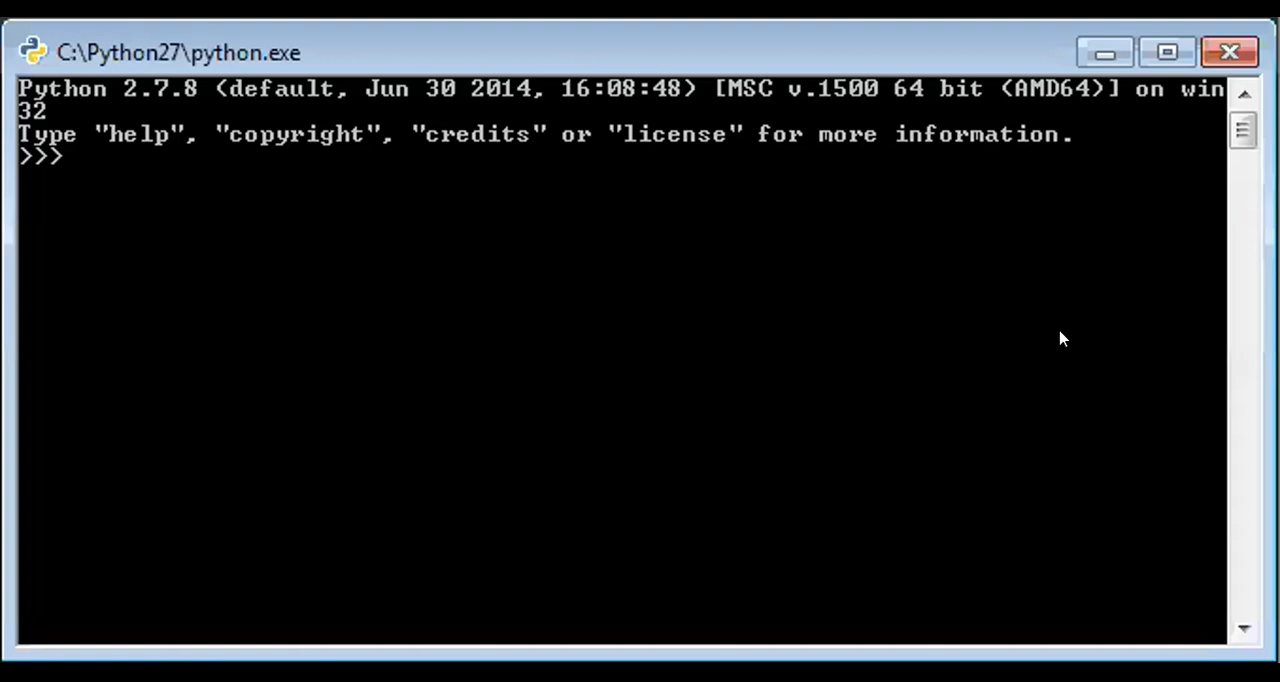 C:\Python27\python.exe
Python 2.7.8 (default, Jun 30 2014, 16:08:48) [MSC v.1500 64 bit (AMD64)] on win
32
Type "help", "copyright", "credits" or "license" for more information.
>>>